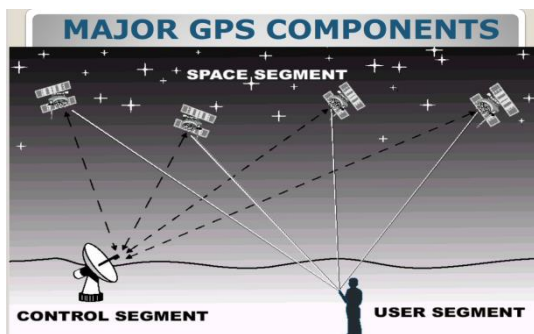 MAJOR GPS COMPONENTS
SPACE SEGMENT
CONTROL SEGMENT
USER SEGMENT